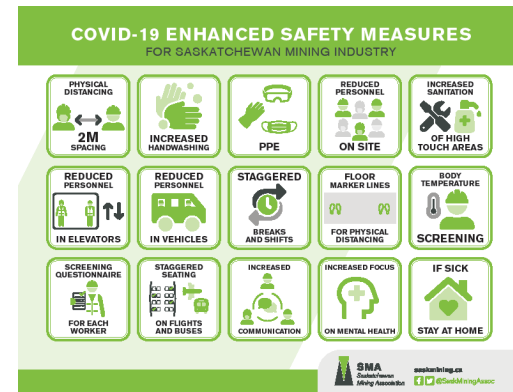 COVID-19 ENHANCED SAFETY MEASURES
FOR SASKATCHEWAN MINING INDUSTRY
PHYSICAL
DISTANCING
2M
SPACING
INCREASED
HANDWASHING
PPE
REDUCED
PERSONNEL
ON SITE
INCREASED
SANITATION
OF HIGH
TOUCH AREAS
REDUCED
PERSONNEL
IN ELEVATORS
REDUCED
PERSONNEL
IN VEHICLES
STAGGERED
BREAKS
AND SHIFTS
FLOOR
MARKER LINES
FOR PHYSICAL
DISTANCING
BODY
TEMPERATURE
SCREENING
SCREENING
QUESTIONNAIRE
FOR EACH
WORKER
STAGGERED
SEATING
ON FLIGHTS
AND BUSES
INCREASED
COMMUNICATION
INCREASED FOCUS
ON MENTAL HEALTH
IF SICK
STAY AT HOME
SMA
Saskatchewan
Mining Association
saskmining.ca
@SaskMiningAssoc